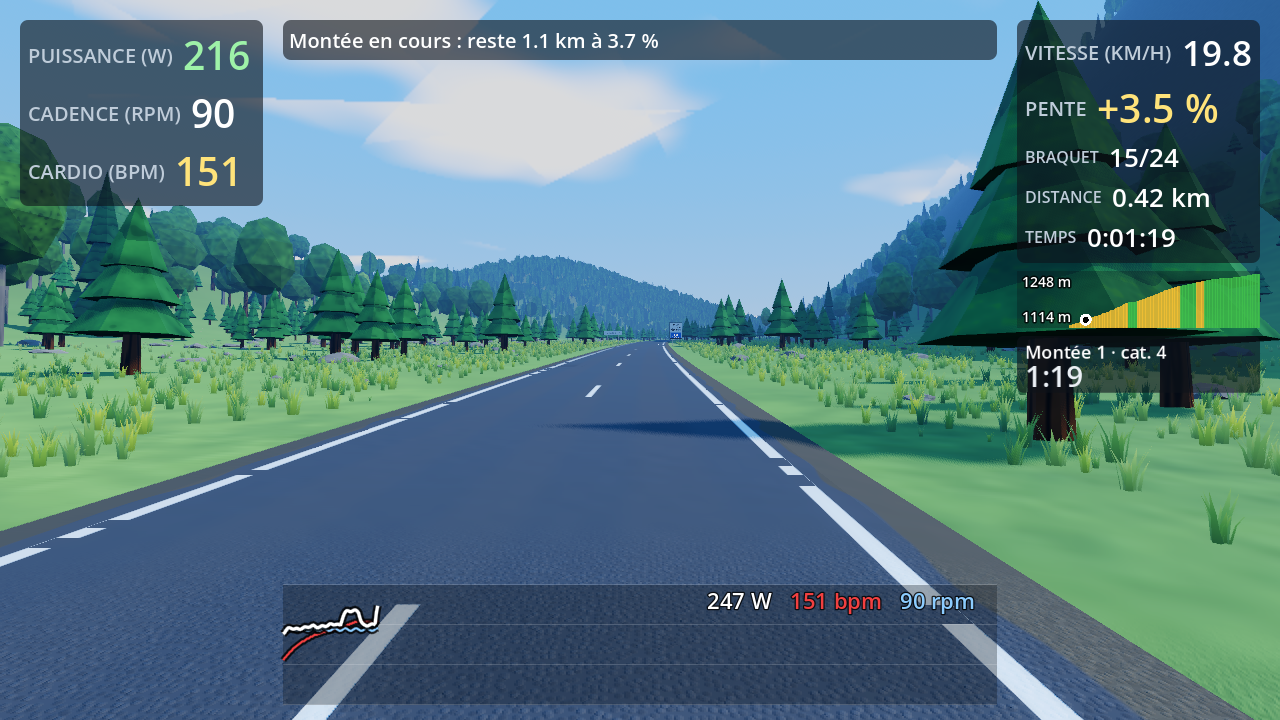 PUISSANCE (W) 216
CADENCE (RPM) 90
CARDIO (BPM) 151
Montée en cours : reste 1.1 km à 3.7 %
VITESSE (KM/H) 19.8
PENTE +3.5 %
BRAQUET 15/24
DISTANCE 0.42 km
TEMPS 0:01:19
1248 m
1114 m
Montée 1 · cat. 4
1:19
247 W 151 bpm 90 rpm